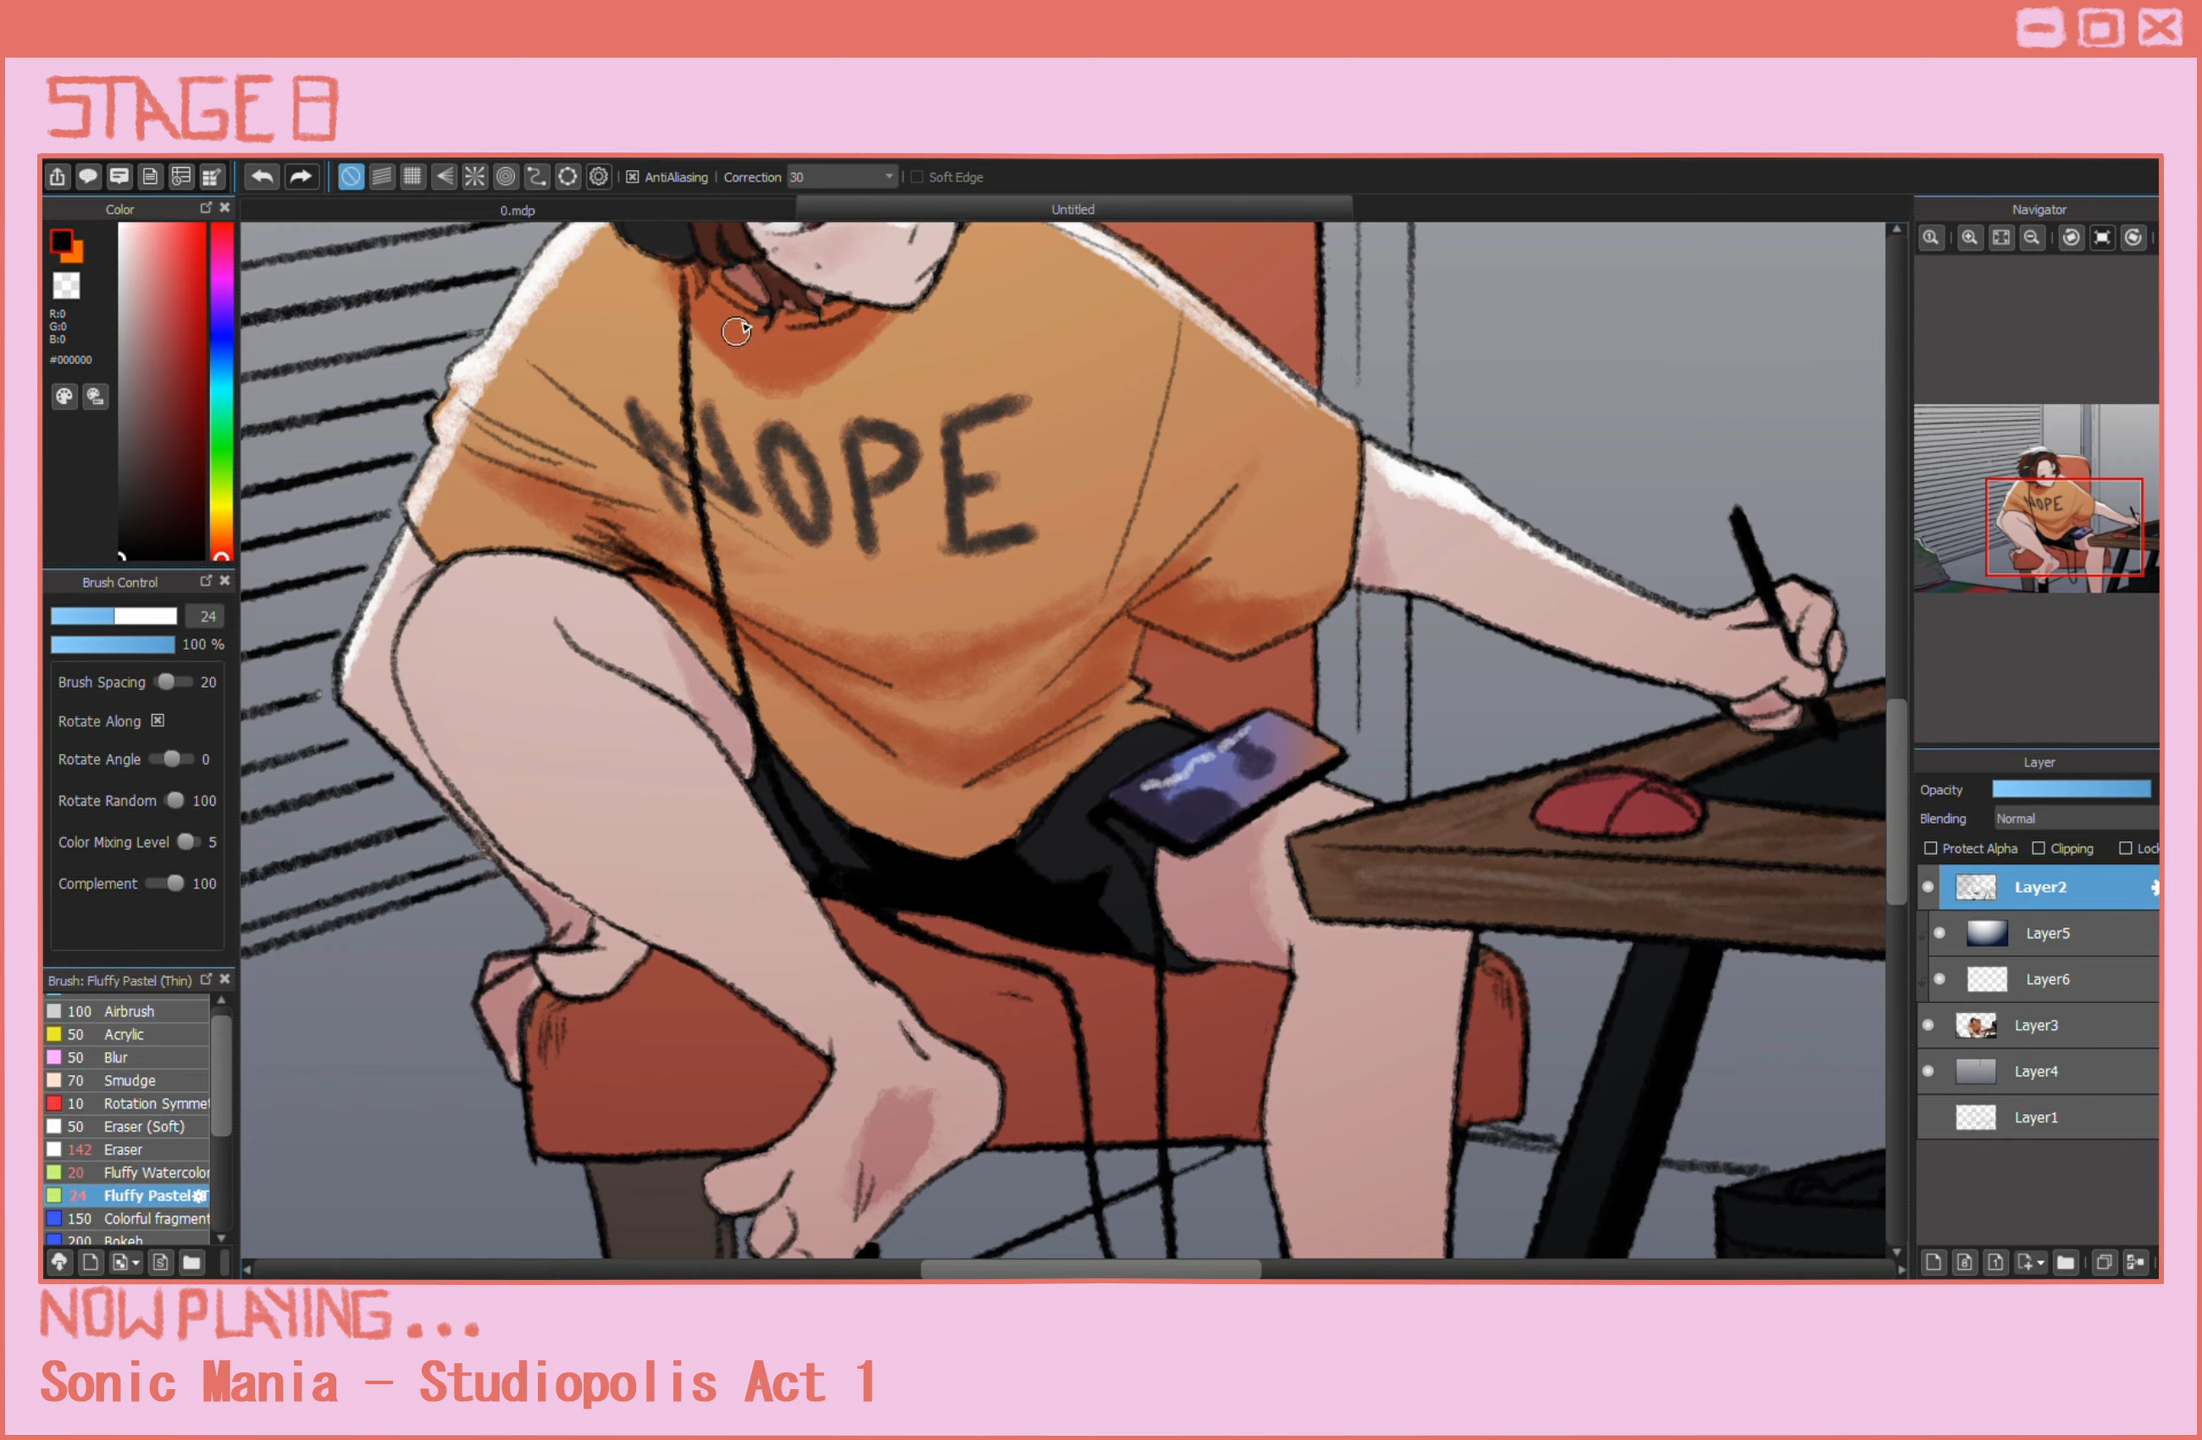 STAGE 8
AntiAliasing
Correction 30
Soft Edge
Color
0.mdp
Untitled
Navigator
R:0
G:0
B:0
#000000
NOPE
NOPE
Brush Control
24
100 %
Brush Spacing 20
Rotate Along
Rotate Angle 0
Rotate Random 100
Color Mixing Level 5
Complement 100
Brush: Fluffy Pastel (Thin)
100 Airbrush
50 Acrylic
50 Blur
70 Smudge
10 Rotation Symme
50 Eraser (Soft)
142 Eraser
20 Fluffy Watercolor
24 Fluffy Pastel
150 Colorful fragment
200 Bokeh
Layer
Opacity
Blending Normal
Protect Alpha
Clipping
Lock
Layer2
Layer5
Layer6
Layer3
Layer4
Layer1
NOW PLAYING...
Sonic Mania - Studiopolis Act 1